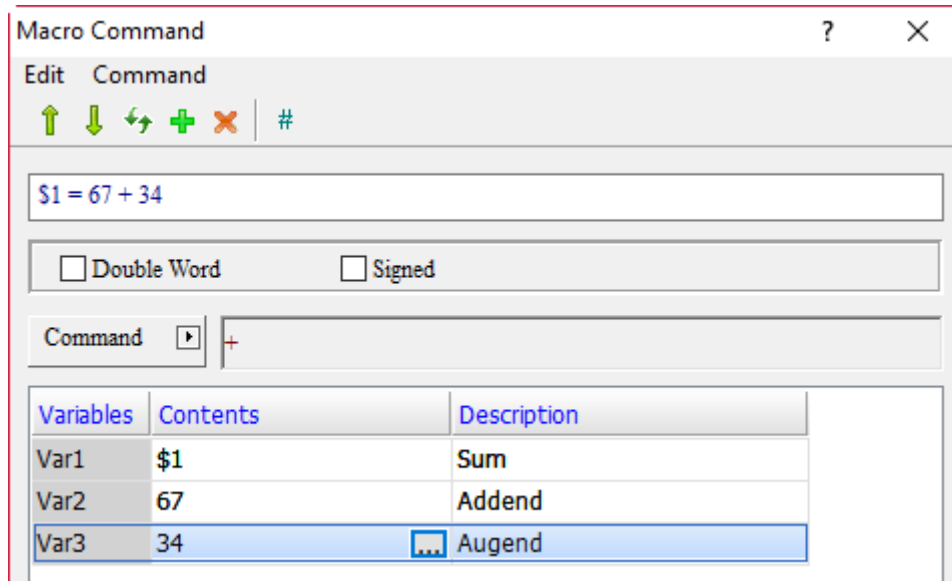 Macro Command ?
Edit Command
#
$1 = 67 + 34
Double Word Signed
Command +
Variables Contents Description
Var1 $1 Sum
Var2 67 Addend
Var3 34 ... Augend